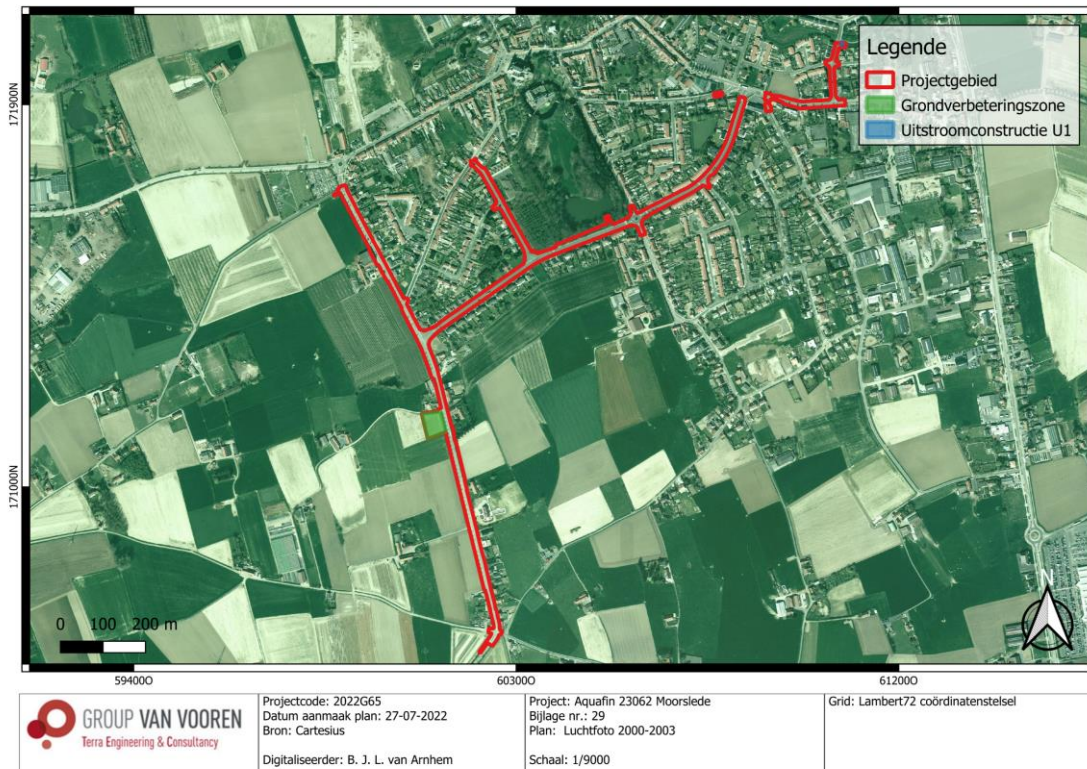 Legende
Projectgebied
Grondverbeteringszone
Uitstroomconstructie U1
171900N
171000N
0 100 200 m
N
594000
603000
612000
GROUP VAN VOOREN
Terra Engineering & Consultancy
Projectcode: 2022G65
Datum aanmaak plan: 27-07-2022
Bron: Cartesius
Digitaliseerder: B. J. L. van Arnhem
Project: Aquafin 23062 Moorslede
Bijlage nr.: 29
Plan: Luchtfoto 2000-2003
Schaal: 1/9000
Grid: Lambert72 coördinatenstelsel